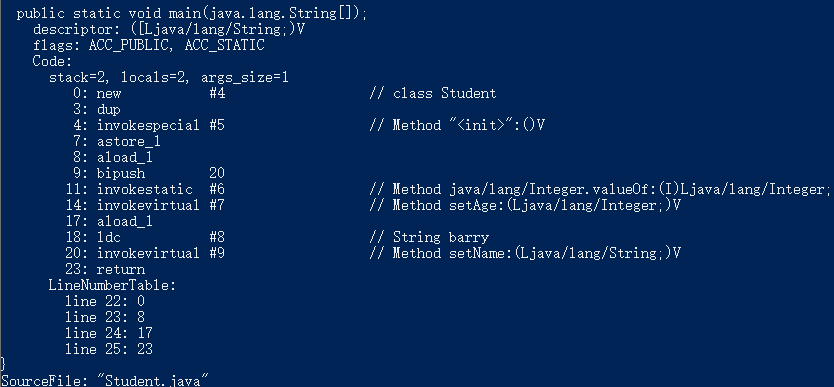 public static void main(java.lang.String[]);
descriptor: ([Ljava/lang/String;)V
flags: ACC_PUBLIC, ACC_STATIC
Code:
stack=2, locals=2, args_size=1
0: new #4 // class Student
3: dup
4: invokespecial #5 // Method "<init>":()V
7: astore_1
8: aload_1
9: bipush 20
11: invokestatic #6 // Method java/lang/Integer.valueOf:(I)Ljava/lang/Integer;
14: invokevirtual #7 // Method setAge:(Ljava/lang/Integer;)V
17: aload_1
18: ldc #8 // String barry
20: invokevirtual #9 // Method setName:(Ljava/lang/String;)V
23: return
LineNumberTable:
line 22: 0
line 23: 8
line 24: 17
line 25: 23
}
SourceFile: "Student.java"